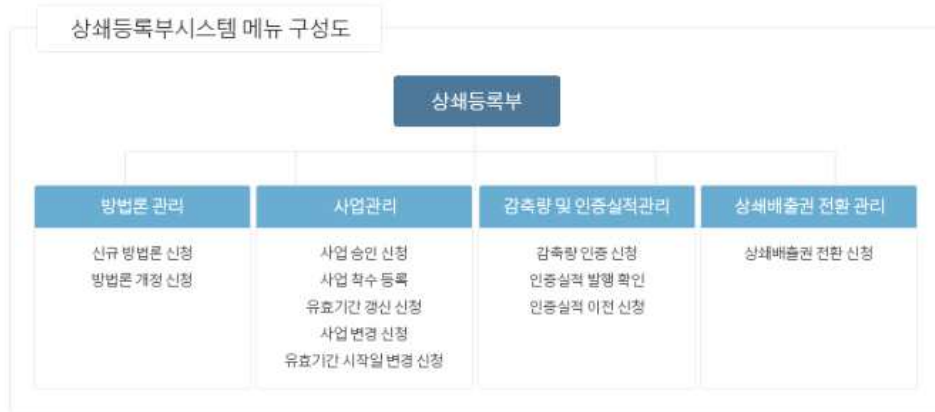 상쇄등록부시스템 메뉴 구성도
상쇄등록부
방법론 관리
신규 방법론 신청
방법론 개정 신청
사업관리
사업 승인 신청
사업 착수 등록
유효기간 갱신 신청
사업 변경 신청
유효기간 시작일 변경 신청
감축량 및 인증실적관리
감축량 인증 신청
인증실적 발행 확인
인증실적 이전 신청
상쇄배출권 전환 관리
상쇄배출권 전환 신청